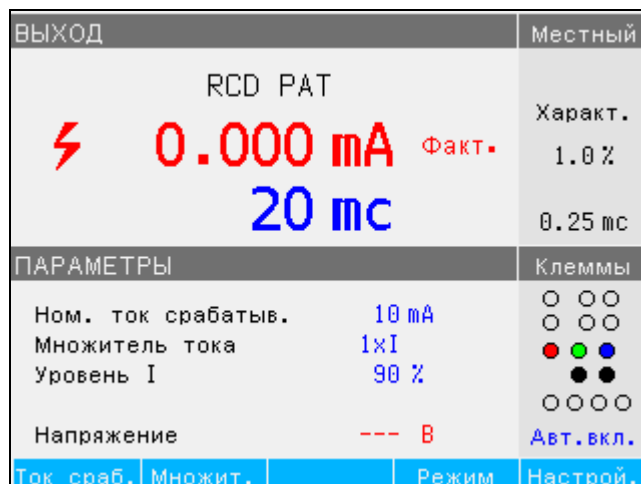 ВЫХОД
Местный
RCD PAT
0.000 mA Факт.
20 mc
Характ.
1.0 %
0.25 mc
ПАРАМЕТРЫ
Клеммы
Ном. ток срабатыв. 10 mA
Множитель тока 1xI
Уровень I 90 %
Напряжение --- В
Авт.вкл.
Ток сраб. Множит. Режим Настрой.